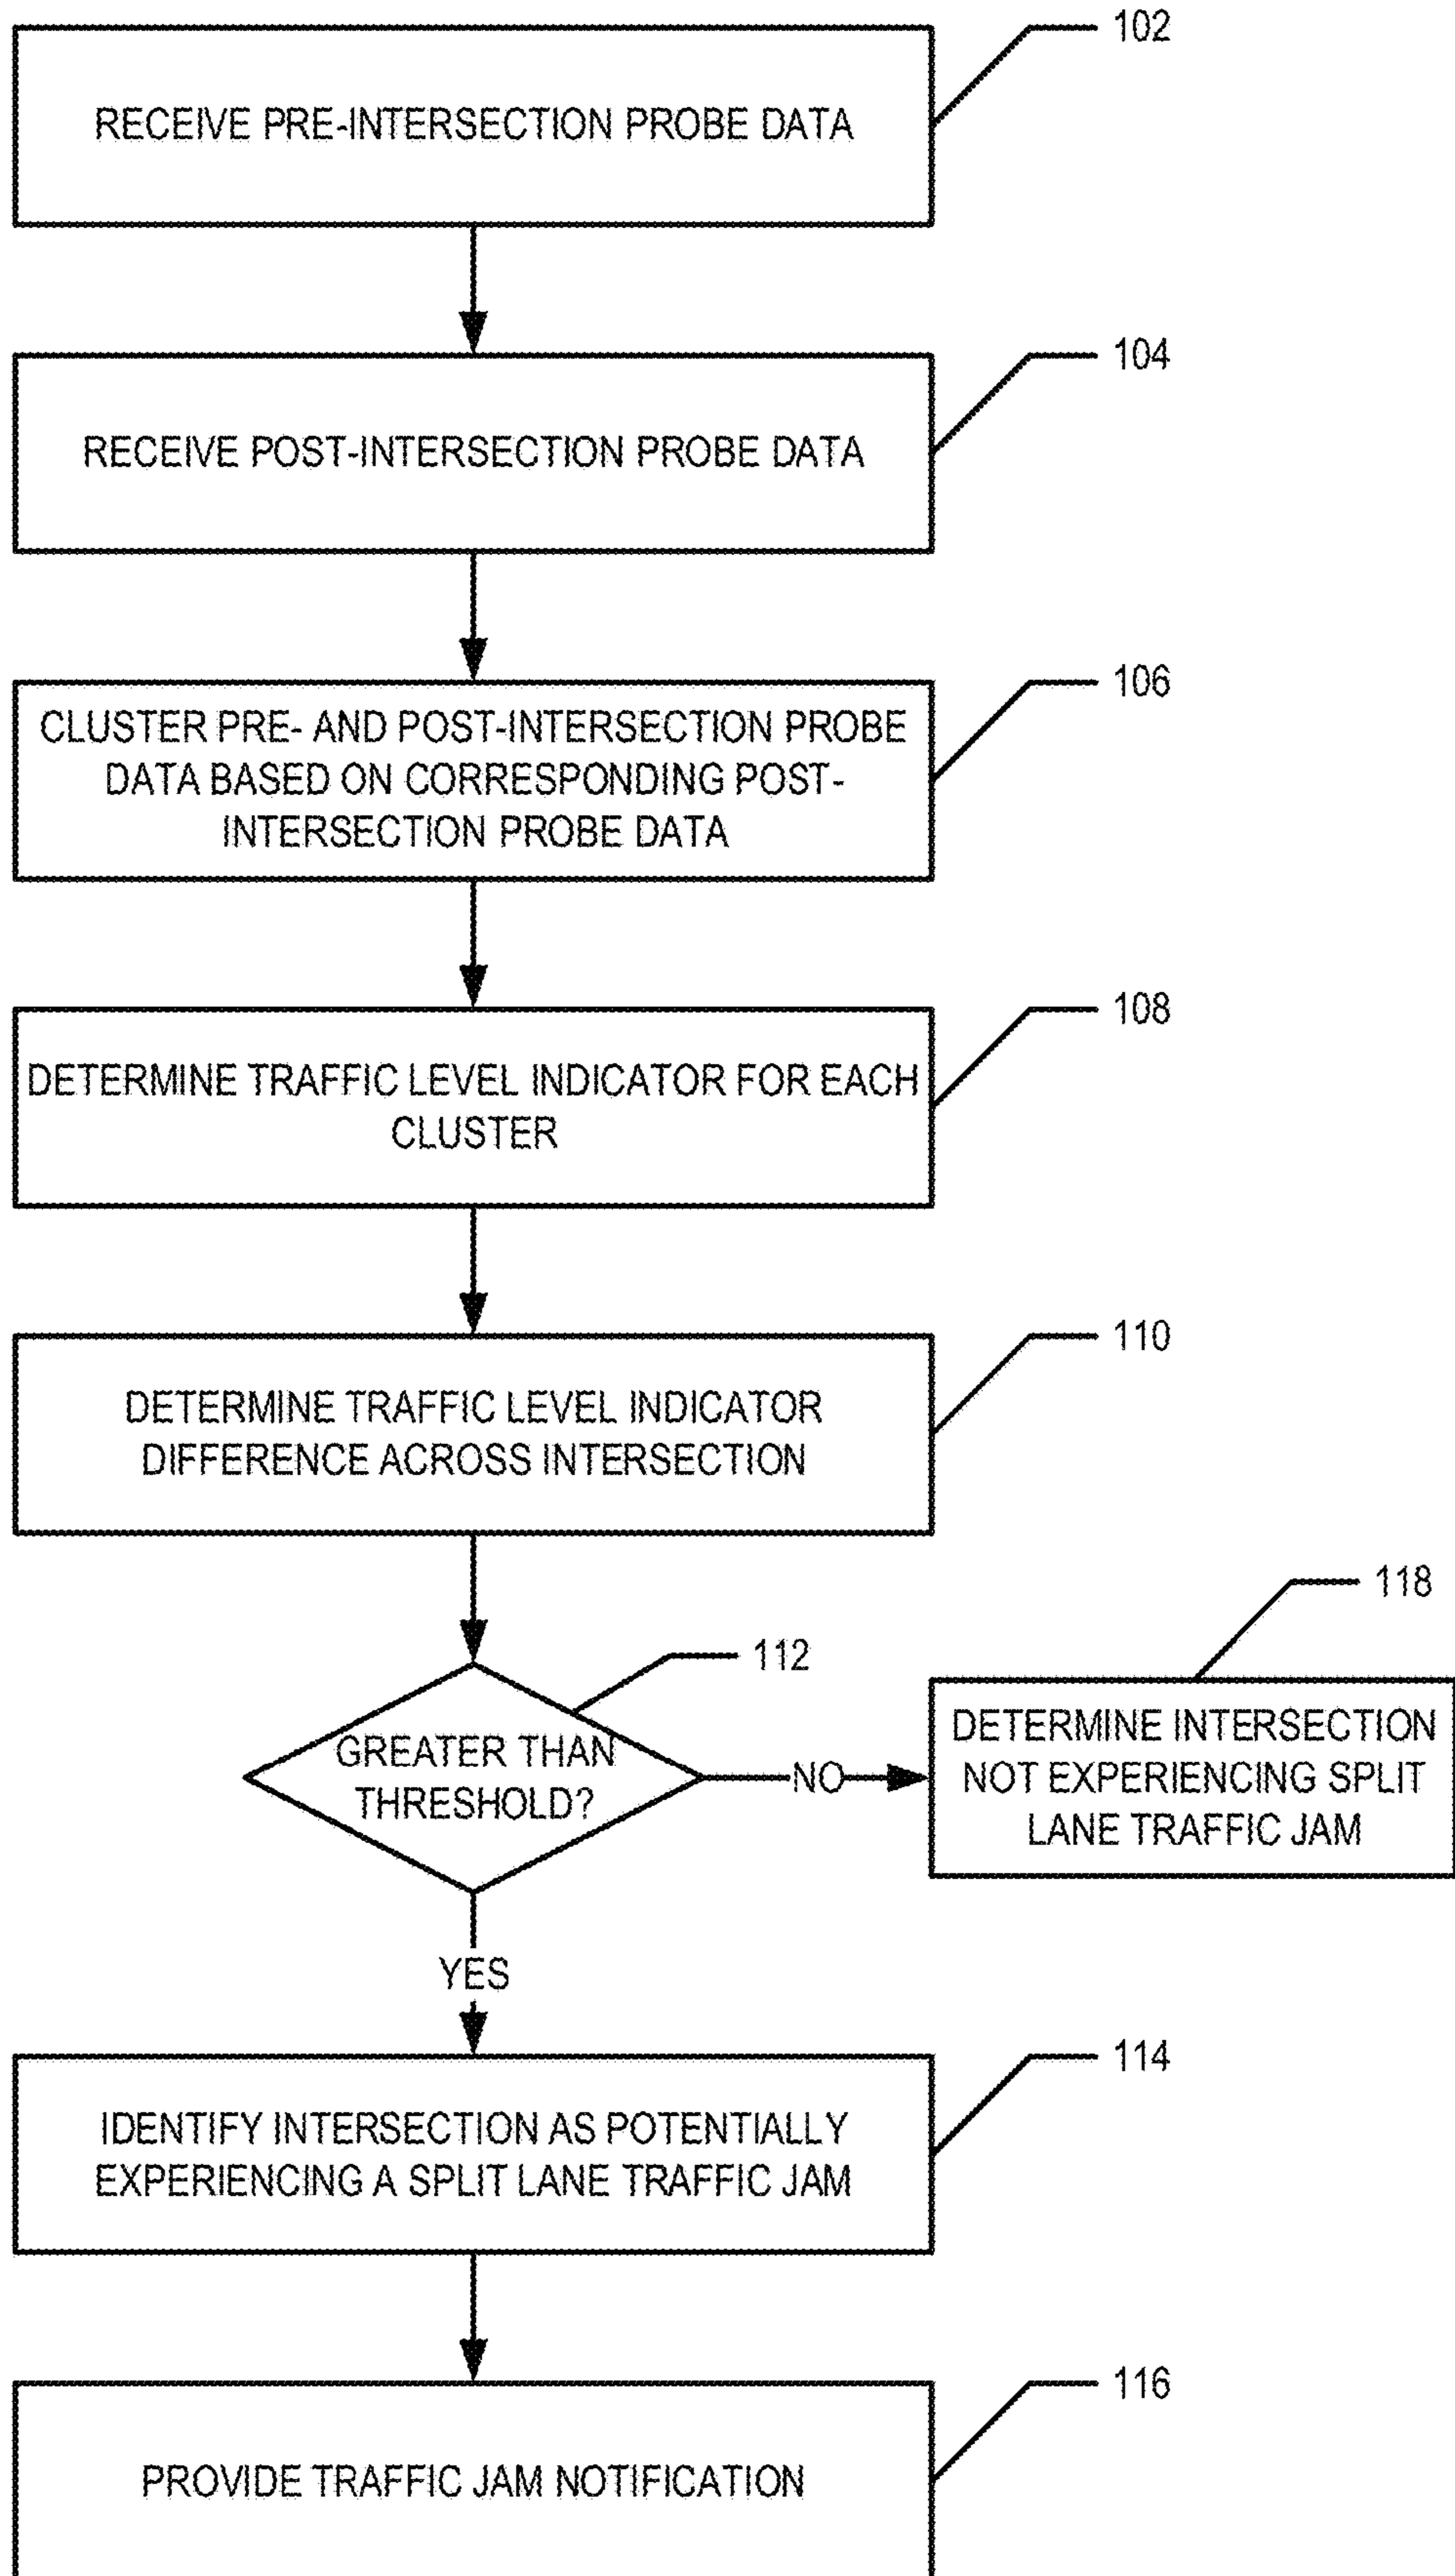 102
RECEIVE PRE-INTERSECTION PROBE DATA
104
RECEIVE POST-INTERSECTION PROBE DATA
106
CLUSTER PRE- AND POST-INTERSECTION PROBE
DATA BASED ON CORRESPONDING POST-
INTERSECTION PROBE DATA
108
DETERMINE TRAFFIC LEVEL INDICATOR FOR EACH
CLUSTER
110
DETERMINE TRAFFIC LEVEL INDICATOR
DIFFERENCE ACROSS INTERSECTION
112
GREATER THAN
THRESHOLD?
NO
118
DETERMINE INTERSECTION
NOT EXPERIENCING SPLIT
LANE TRAFFIC JAM
YES
114
IDENTIFY INTERSECTION AS POTENTIALLY
EXPERIENCING A SPLIT LANE TRAFFIC JAM
116
PROVIDE TRAFFIC JAM NOTIFICATION